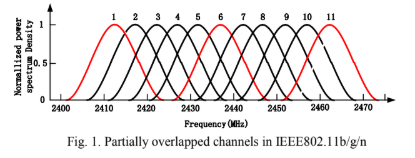 1 2 3 4 5 6 7 8 9 10 11
Normallized power
spectrum Density
1
0.5
0
2400 2410 2420 2430 2440 2450 2460 2470
Frequency(MHz)
Fig. 1. Partially overlapped channels in IEEE802.11b/g/n